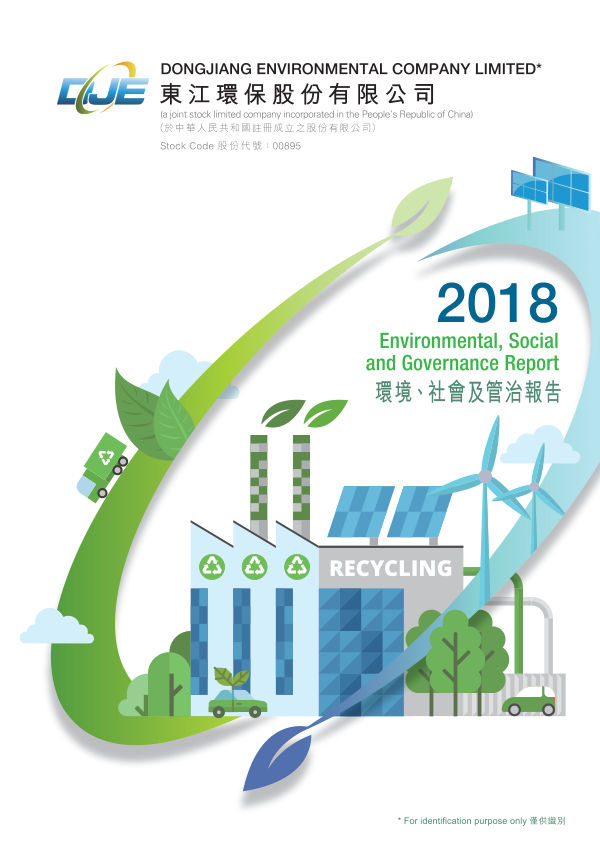 DJE
DONGJIANG ENVIRONMENTAL COMPANY LIMITED*
東江環保股份有限公司
(a joint stock limited company incorporated in the People's Republic of China)
(於中華人民共和國註冊成立之股份有限公司)
Stock Code 股份代號：00895
2018
Environmental, Social
and Governance Report
環境、社會及管治報告
RECYCLING
* For identification purpose only 僅供識別